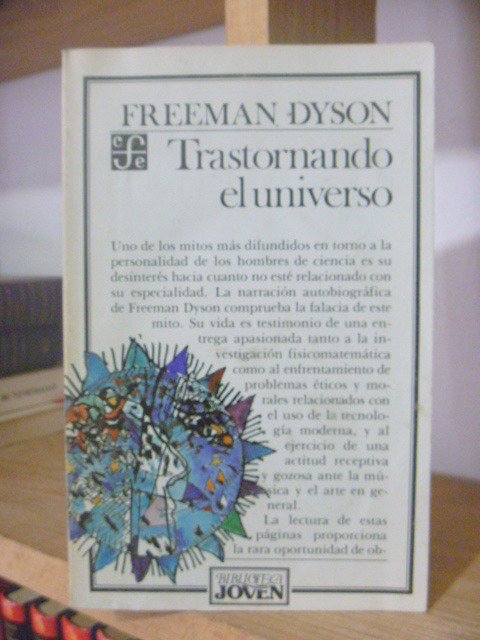 FREEMAN DYSON
fce
Trastornando
el universo
Uno de los mitos más difundidos en torno a la
personalidad de los hombres de ciencia es su
desinterés hacia cuanto no esté relacionado con
su especialidad. La narración autobiográfica
de Freeman Dyson comprueba la falacia de este
mito. Su vida es testimonio de una en-
trega apasionada tanto a la in-
vestigación fisicomatemática
como al enfrentamiento de
problemas éticos y mo-
rales relacionados con
el uso de la tecnolo-
gía moderna, y al
ejercicio de una
actitud receptiva
y gozosa ante la mú-
sica y el arte en ge-
neral.
La lectura de estas
páginas proporciona
la rara oportunidad de ob-
BIBLIOTECA
JOVEN